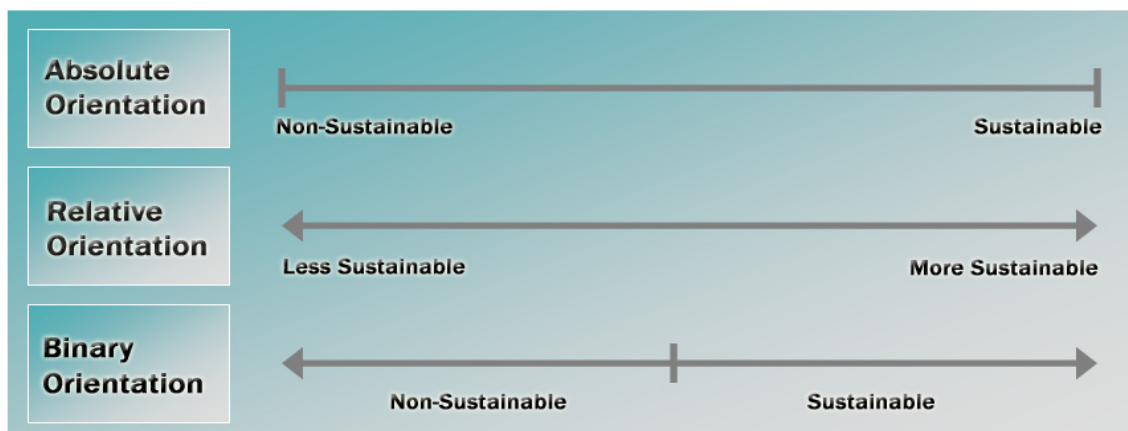 Absolute
Orientation
Non-Sustainable
Sustainable
Relative
Orientation
Less Sustainable
More Sustainable
Binary
Orientation
Non-Sustainable
Sustainable